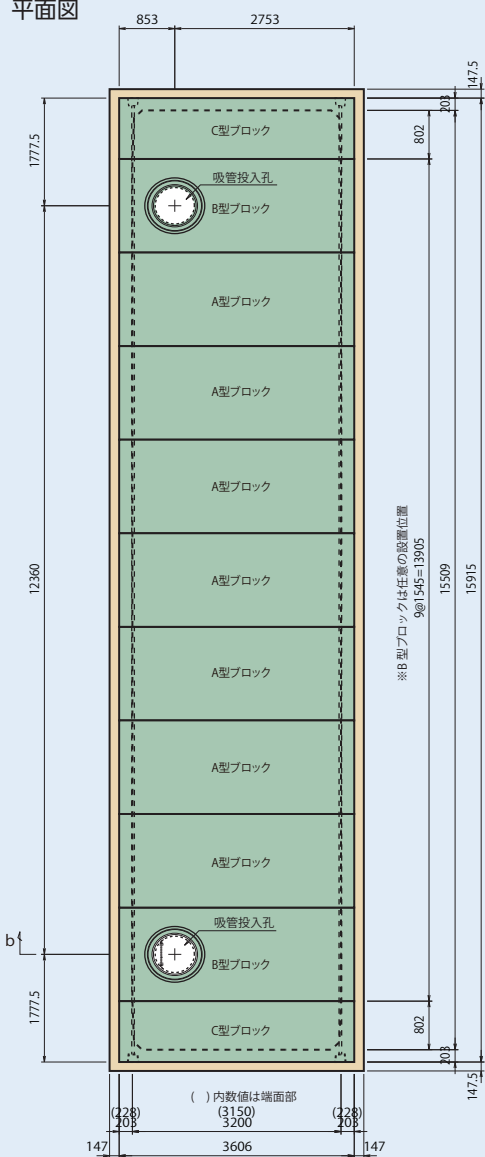 平面図
853
2753
147.5
203
802
1777.5
C型ブロック
吸管投入孔
B型ブロック
A型ブロック
A型ブロック
A型ブロック
A型ブロック
A型ブロック
A型ブロック
A型ブロック
12360
※B型ブロックは任意の設置位置
9@1545=13905
15509
15915
吸管投入孔
B型ブロック
b
1777.5
C型ブロック
802
203
147.5
( )内数値は端面部
(228)
(3150)
(228)
203
3200
203
147
3606
147